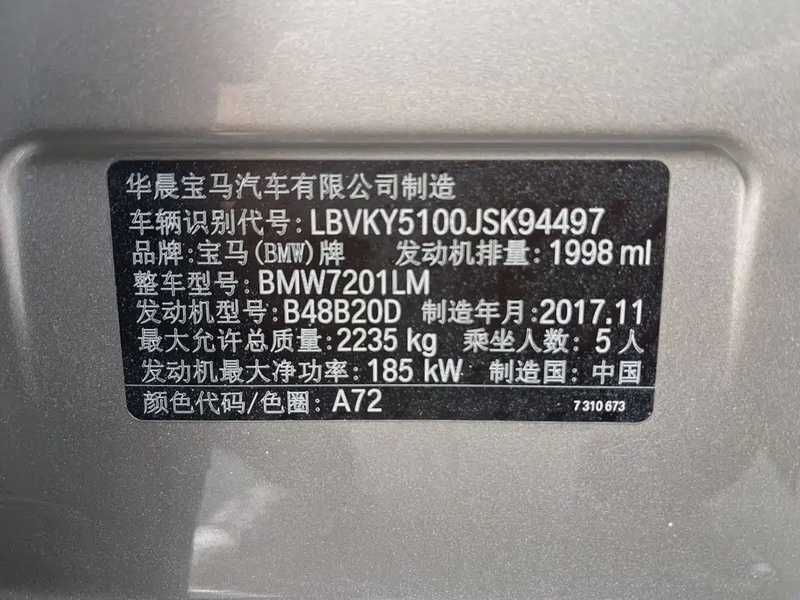 华晨宝马汽车有限公司制造
车辆识别代号: LBVKY5100JSK94497
品牌: 宝马(BMW)牌 发动机排量: 1998 ml
整车型号: BMW7201LM
发动机型号: B48B20D 制造年月: 2017.11
最大允许总质量: 2235 kg 乘坐人数: 5 人
发动机最大净功率: 185 kW 制造国: 中国
颜色代码/色圈: A72 7 310 673